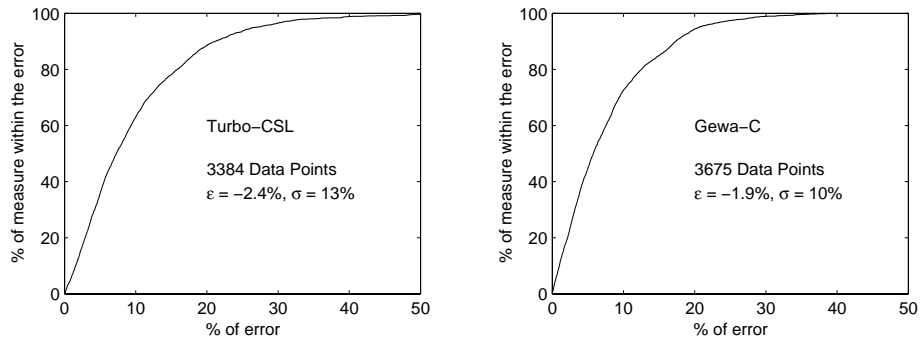 100
80
60
40
20
0
% of measure within the error
Turbo−CSL
3384 Data Points
ε = −2.4%, σ = 13%
0 10 20 30 40 50
% of error
100
80
60
40
20
0
% of measure within the error
Gewa−C
3675 Data Points
ε = −1.9%, σ = 10%
0 10 20 30 40 50
% of error